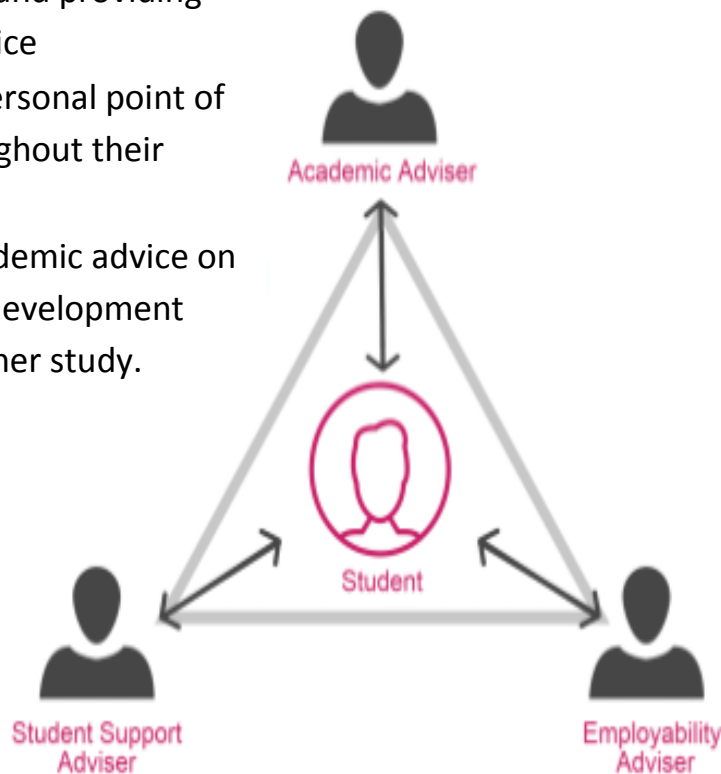 and providing
ice
ersonal point of
ghout their
demic advice on
development
her study.
Academic Adviser
Student
Student Support
Adviser
Employability
Adviser